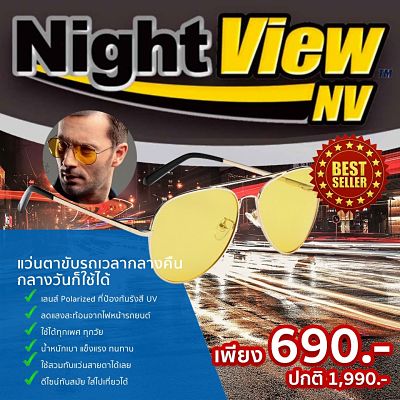 Night View™
NV
BEST
SELLER
แว่นตาขับรถเวลากลางคืน
กลางวันก็ใช้ได้
เลนส์ Polarized ที่ป้องกันรังสี UV
ลดแสงสะท้อนจากไฟหน้ารถยนต์
ใช้ได้ทุกเพศ ทุกวัย
น้ำหนักเบา แข็งแรง ทนทาน
ใช้สวมทับแว่นสายตาได้เลย
ดีไซน์ทันสมัย ใส่ไปเที่ยวได้
เพียง 690.-
ปกติ 1,990.-